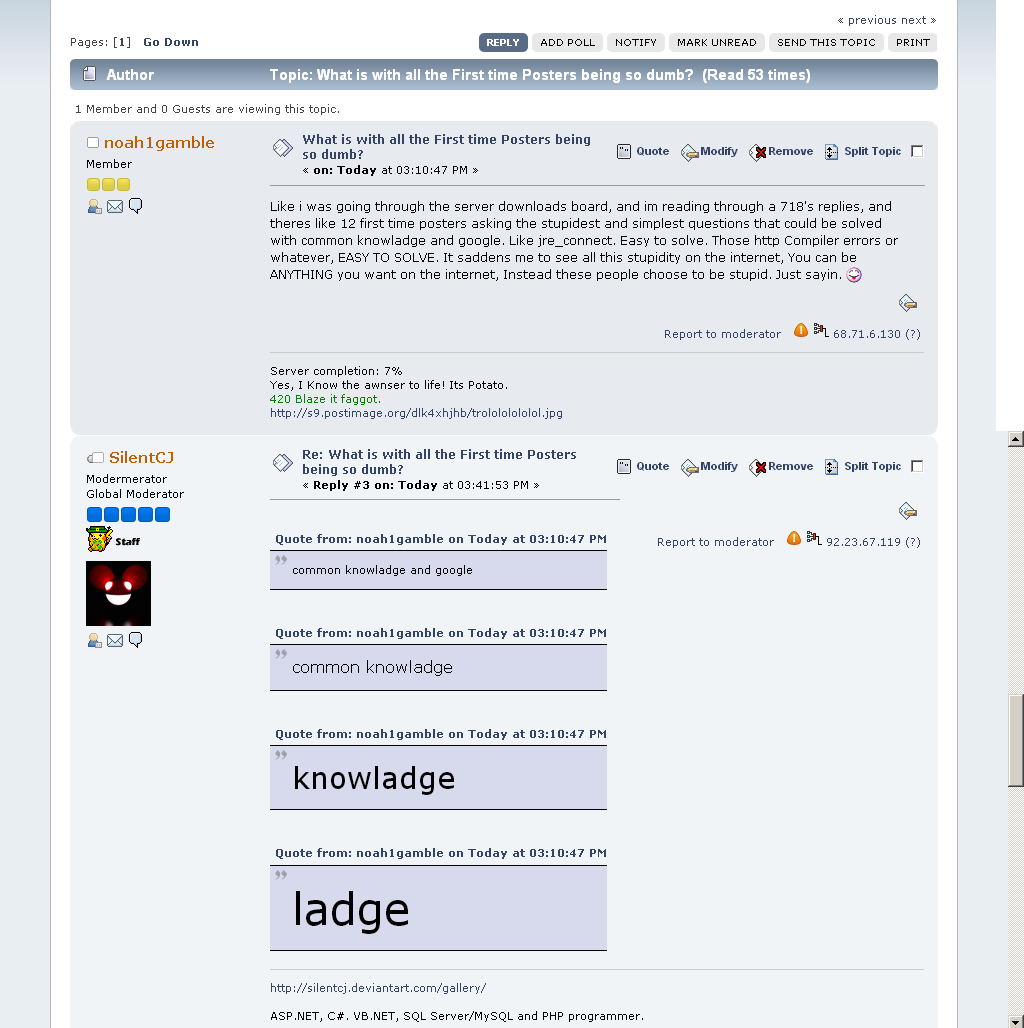 « previous next »
Pages: [1]   Go Down
REPLY   ADD POLL   NOTIFY   MARK UNREAD   SEND THIS TOPIC   PRINT
Author   Topic: What is with all the First time Posters being so dumb?  (Read 53 times)
1 Member and 0 Guests are viewing this topic.
noah1gamble
Member
What is with all the First time Posters being
so dumb?
« on: Today at 03:10:47 PM »
Quote   Modify   Remove   Split Topic
Like i was going through the server downloads board, and im reading through a 718's replies, and
theres like 12 first time posters asking the stupidest and simplest questions that could be solved
with common knowladge and google. Like jre_connect. Easy to solve. Those http Compiler errors or
whatever, EASY TO SOLVE. It saddens me to see all this stupidity on the internet, You can be
ANYTHING you want on the internet, Instead these people choose to be stupid. Just sayin.
Report to moderator   68.71.6.130 (?)
Server completion: 7%
Yes, I Know the awnser to life! Its Potato.
420 Blaze it faggot.
http://s9.postimage.org/dlk4xhjhb/trolololololol.jpg
SilentCJ
Modermerator
Global Moderator
Staff
Re: What is with all the First time Posters
being so dumb?
« Reply #3 on: Today at 03:41:53 PM »
Quote   Modify   Remove   Split Topic
Report to moderator   92.23.67.119 (?)
Quote from: noah1gamble on Today at 03:10:47 PM
common knowladge and google
Quote from: noah1gamble on Today at 03:10:47 PM
common knowladge
Quote from: noah1gamble on Today at 03:10:47 PM
knowladge
Quote from: noah1gamble on Today at 03:10:47 PM
ladge
http://silentcj.deviantart.com/gallery/
ASP.NET, C#. VB.NET, SQL Server/MySQL and PHP programmer.